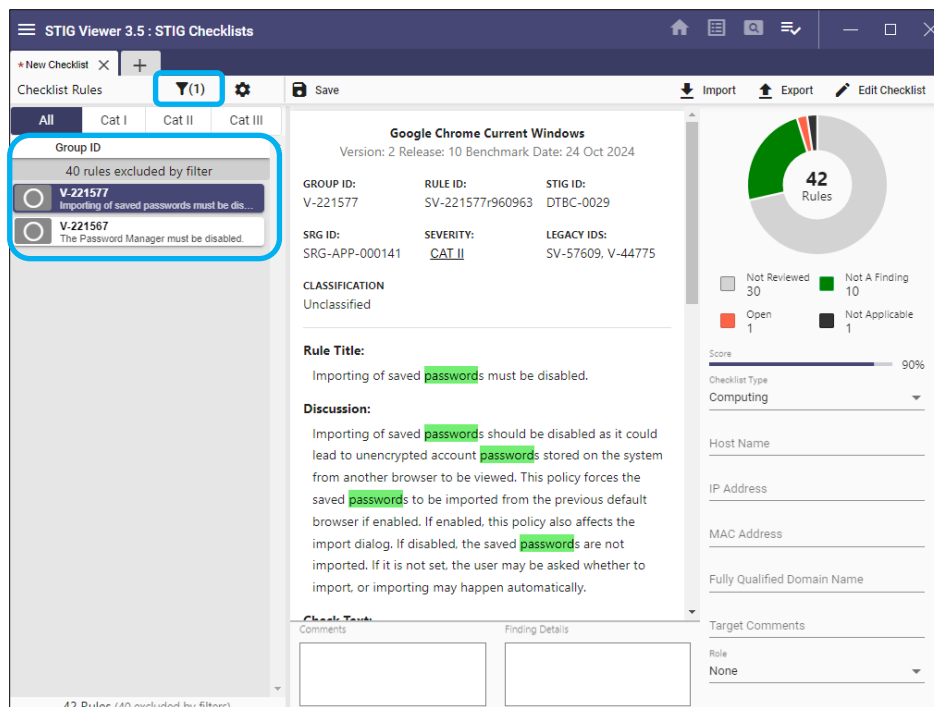 STIG Viewer 3.5 : STIG Checklists
* New Checklist
Checklist Rules
(1)
Save
Import
Export
Edit Checklist
All
Cat I
Cat II
Cat III
Group ID
40 rules excluded by filter
V-221577
Importing of saved passwords must be dis...
V-221567
The Password Manager must be disabled.
42 Rules (40 excluded by filters)
Google Chrome Current Windows
Version: 2 Release: 10 Benchmark Date: 24 Oct 2024
GROUP ID: RULE ID: STIG ID:
V-221577 SV-221577r960963 DTBC-0029
SRG ID: SEVERITY: LEGACY IDS:
SRG-APP-000141 CAT II SV-57609, V-44775
CLASSIFICATION
Unclassified
Rule Title:
Importing of saved passwords must be disabled.
Discussion:
Importing of saved passwords should be disabled as it could
lead to unencrypted account passwords stored on the system
from another browser to be viewed. This policy forces the
saved passwords to be imported from the previous default
browser if enabled. If enabled, this policy also affects the
import dialog. If disabled, the saved passwords are not
imported. If it is not set, the user may be asked whether to
import, or importing may happen automatically.
Check Text:
Comments
Finding Details
42
Rules
Not Reviewed
30
Not A Finding
10
Open
1
Not Applicable
1
Score
90%
Checklist Type
Computing
Host Name
IP Address
MAC Address
Fully Qualified Domain Name
Target Comments
Role
None